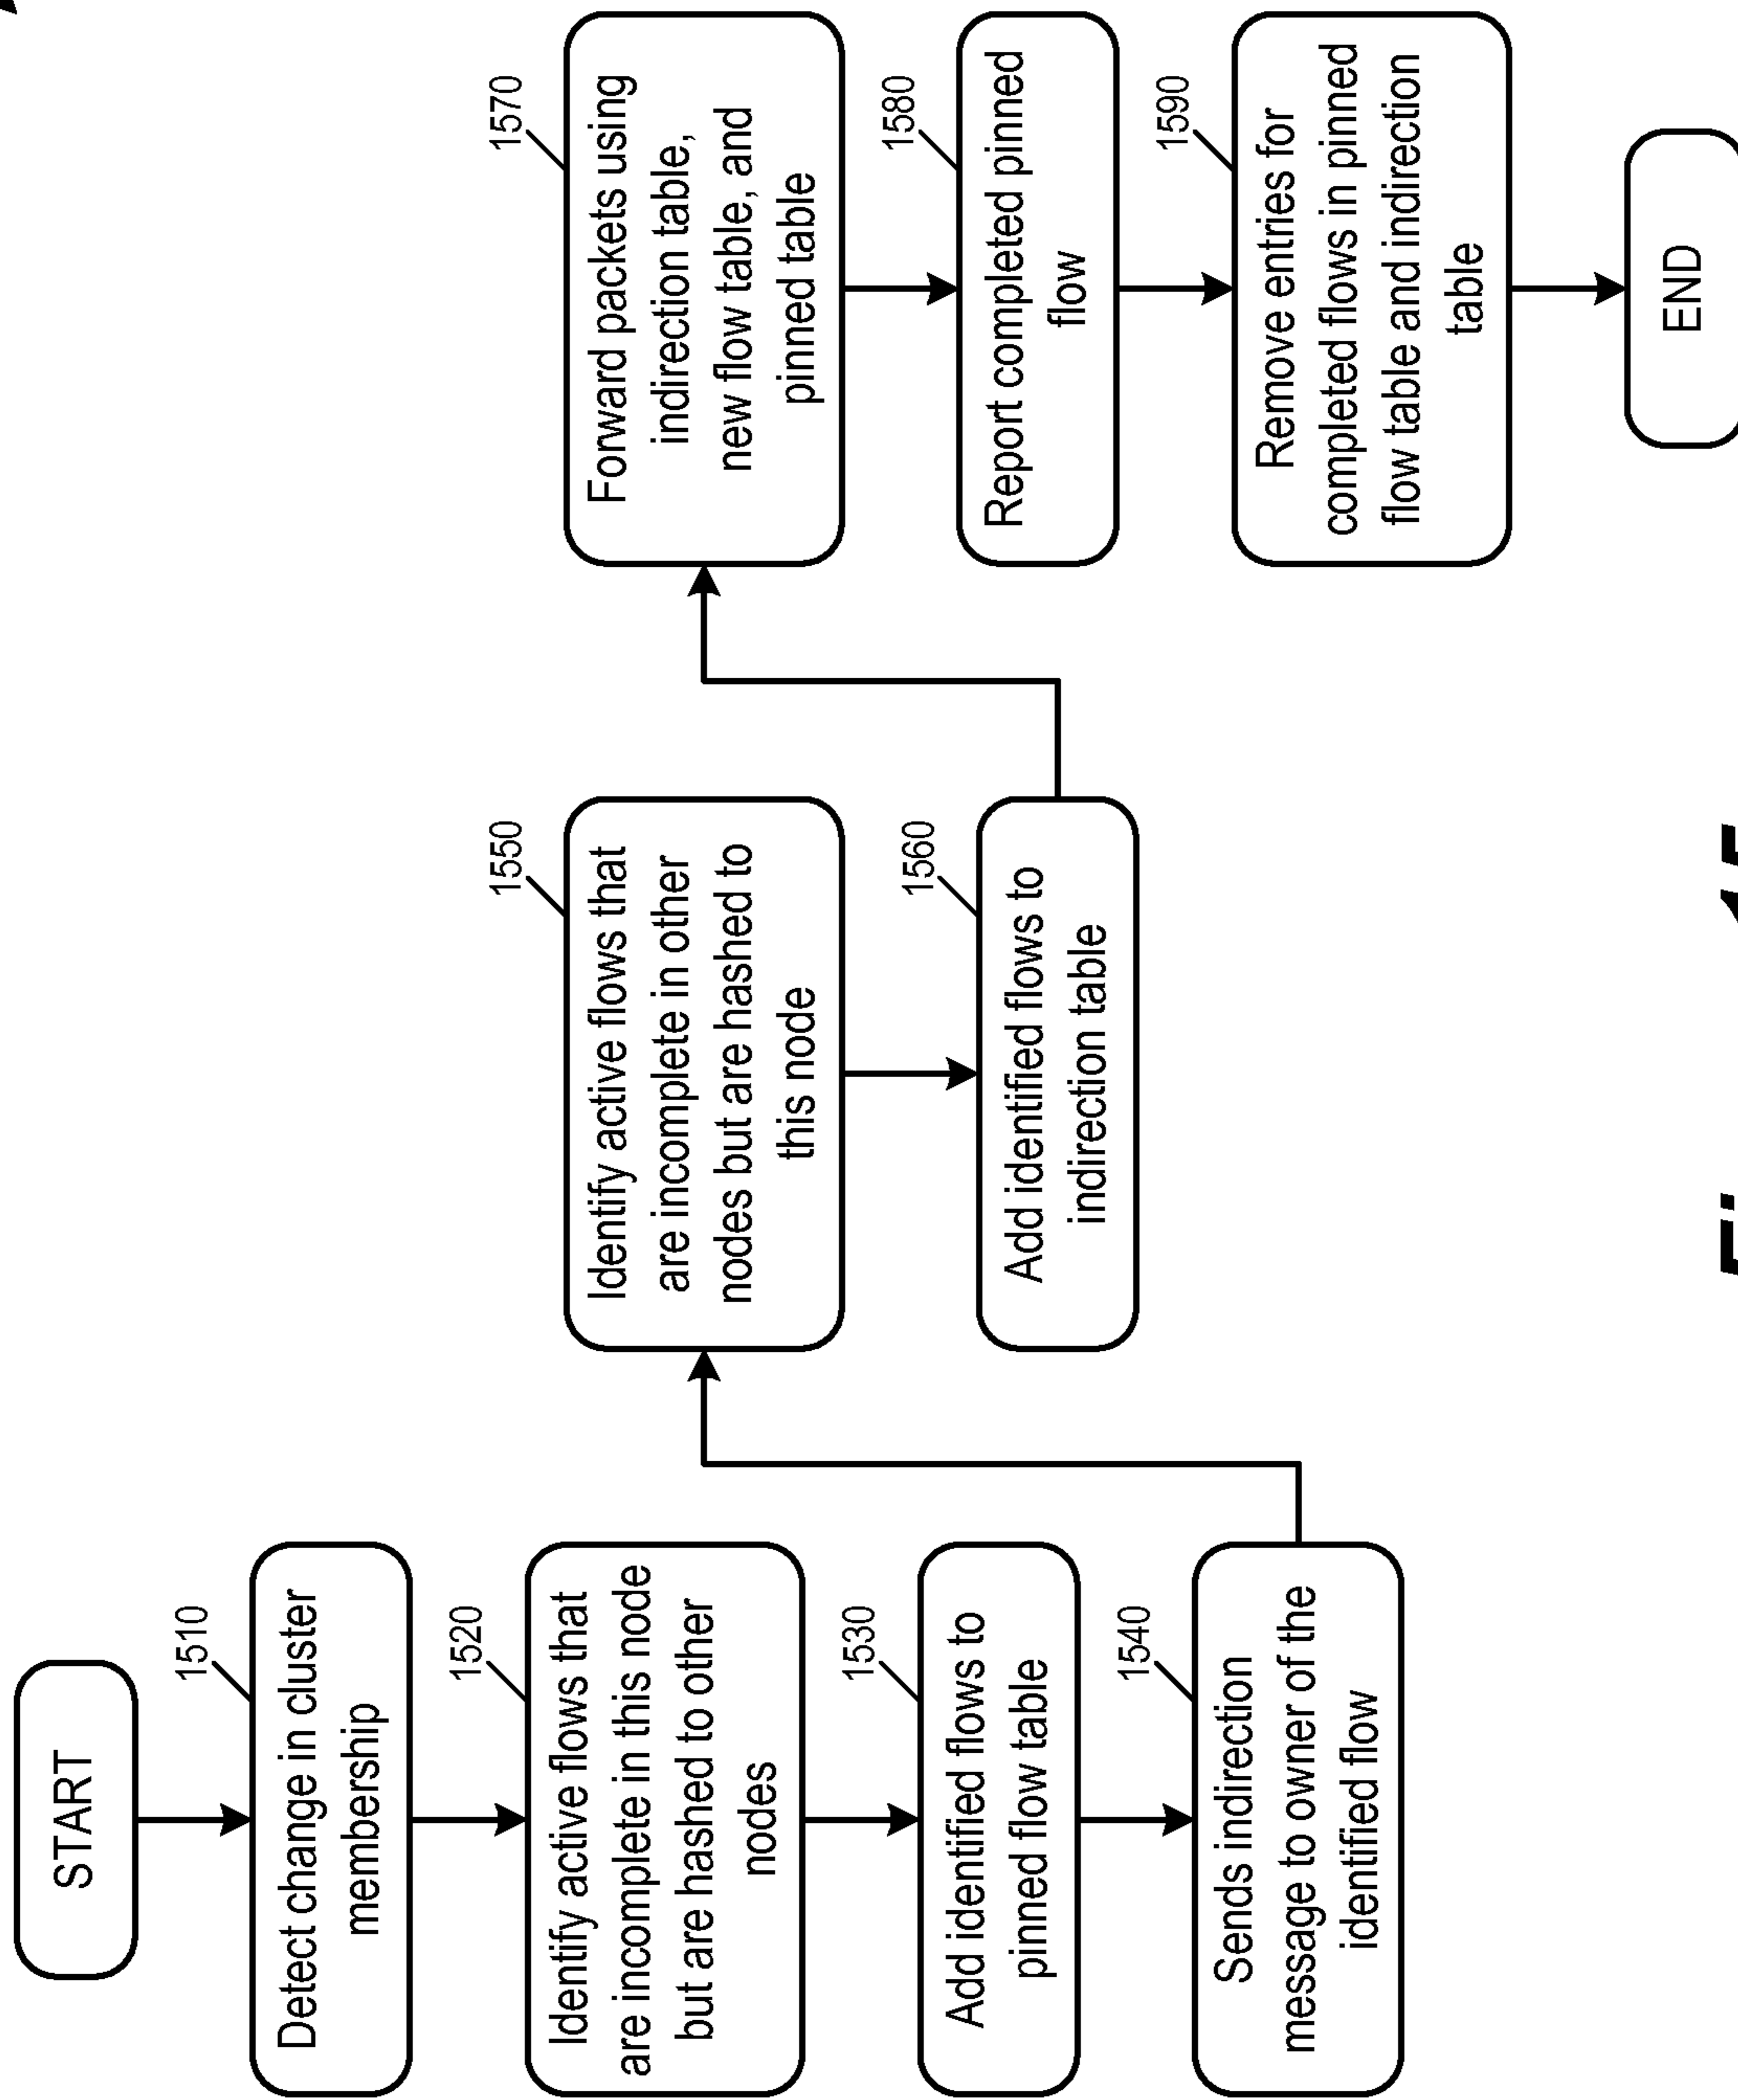 START
1510
Detect change in cluster
membership
1520
Identify active flows that
are incomplete in this node
but are hashed to other
nodes
1530
Add identified flows to
pinned flow table
1540
Sends indirection
message to owner of the
identified flow
1550
Identify active flows that
are incomplete in other
nodes but are hashed to
this node
1560
Add identified flows to
indirection table
1570
Forward packets using
indirection table,
new flow table, and
pinned table
1580
Report completed pinned
flow
1590
Remove entries for
completed flows in pinned
flow table and indirection
table
END